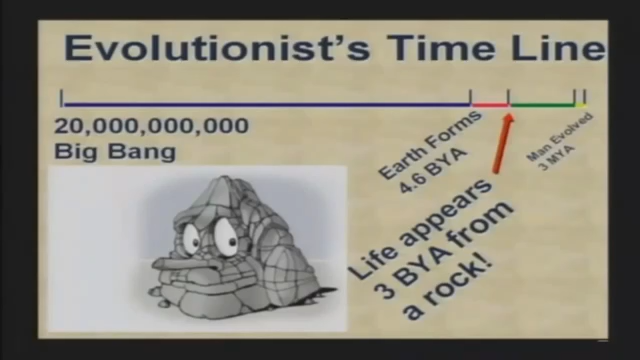 Evolutionist's Time Line
20,000,000,000
Big Bang
Earth Forms
4.6 BYA
Man Evolved
3 MYA
Life appears
3 BYA from
a rock!